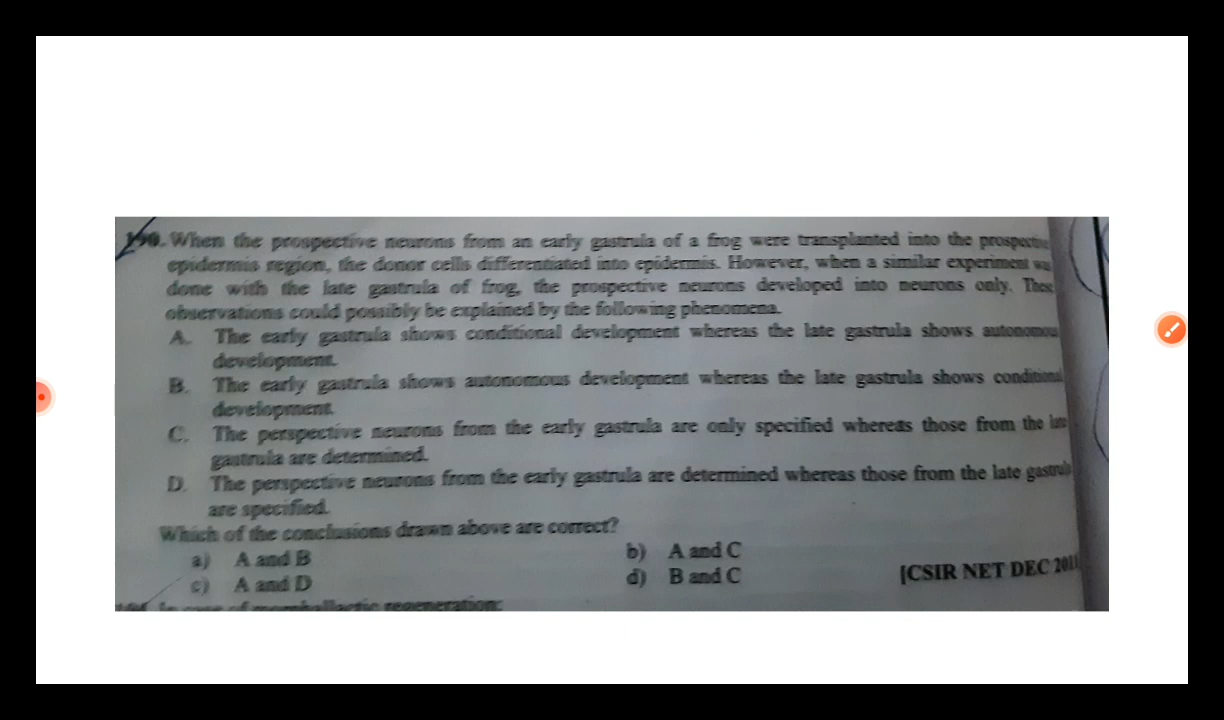 190. When the prospective neurons from an early gastrula of a frog were transplanted into the prospective
epidermis region, the donor cells differentiated into epidermis. However, when a similar experiment was
done with the late gastrula of frog, the prospective neurons developed into neurons only. These
observations could possibly be explained by the following phenomena.
A. The early gastrula shows conditional development whereas the late gastrula shows autonomous
development.
B. The early gastrula shows autonomous development whereas the late gastrula shows conditional
development.
C. The perspective neurons from the early gastrula are only specified whereas those from the late
gastrula are determined.
D. The perspective neurons from the early gastrula are determined whereas those from the late gastrula
are specified.
Which of the conclusions drawn above are correct?
a) A and B b) A and C
c) A and D d) B and C
[CSIR NET DEC 2011
In case of morphallactic regeneration: